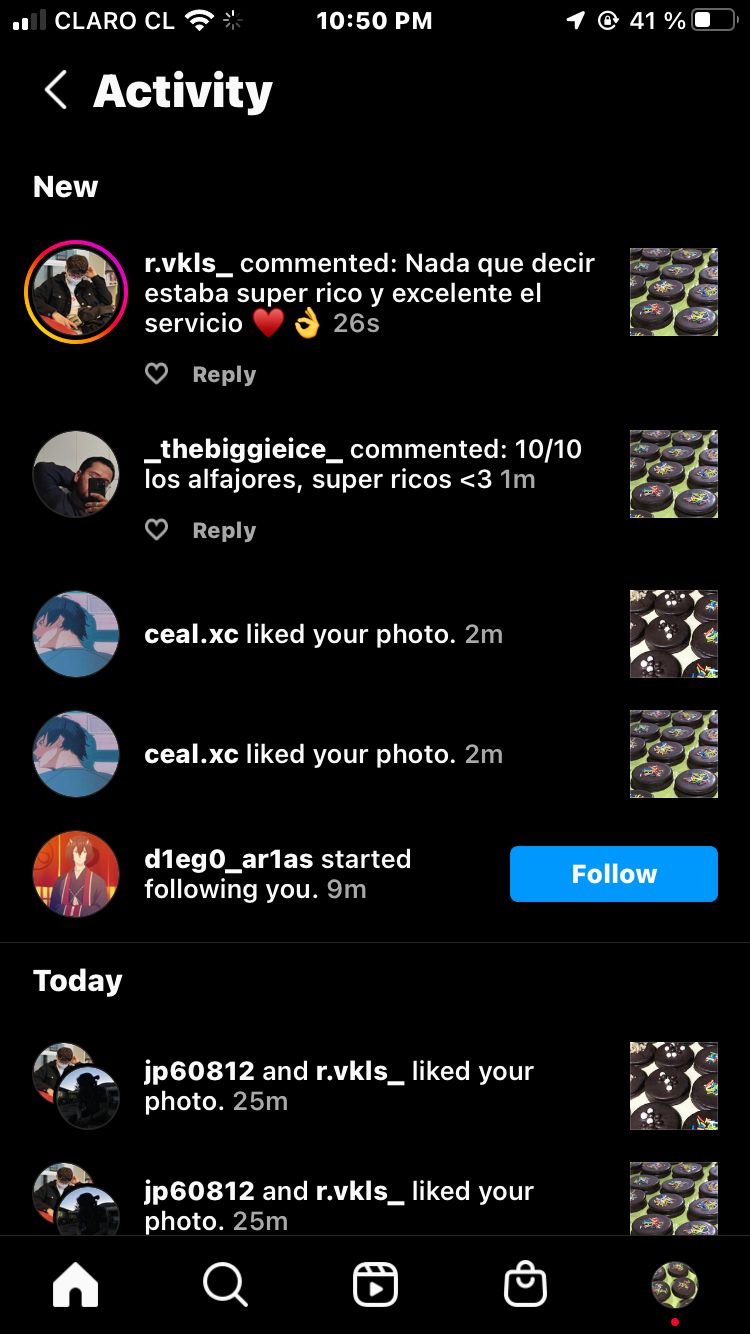 CLARO CL 10:50 PM 41 %
Activity
New
r.vkls_ commented: Nada que decir
estaba super rico y excelente el
servicio ❤️👌 26s
Reply
_thebiggieice_ commented: 10/10
los alfajores, super ricos <3 1m
Reply
ceal.xc liked your photo. 2m
ceal.xc liked your photo. 2m
d1eg0_ar1as started
following you. 9m
Follow
Today
jp60812 and r.vkls_ liked your
photo. 25m
jp60812 and r.vkls_ liked your
photo. 25m